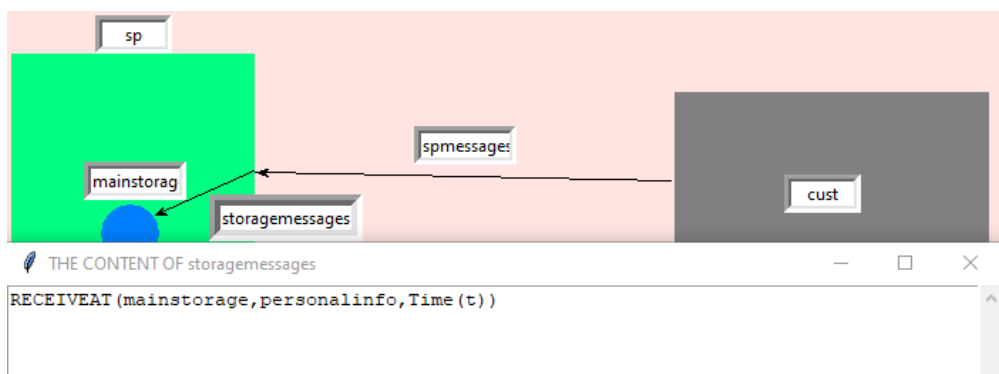 sp
spmessages
mainstorag
cust
storagemessages
THE CONTENT OF storagemessages
RECEIVEAT(mainstorage,personalinfo,Time(t))